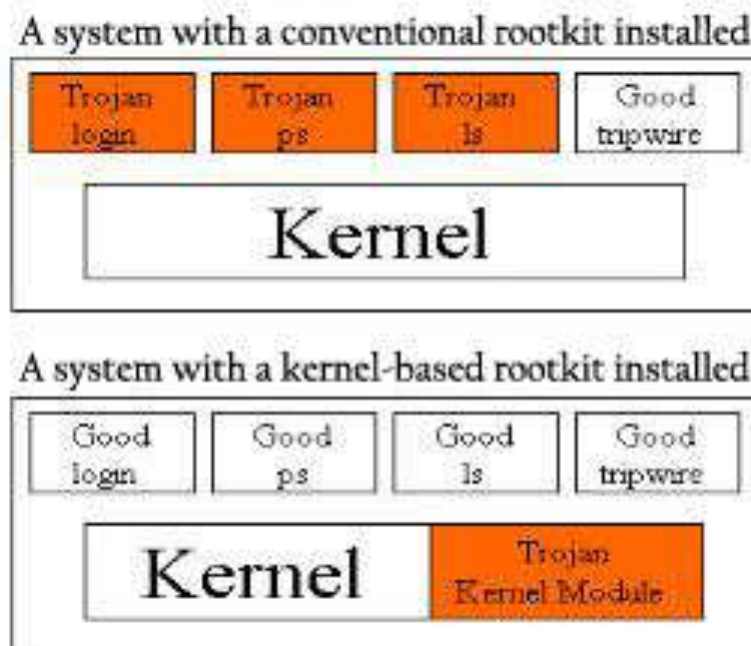 A system with a conventional rootkit installed
Trojan login
Trojan ps
Trojan ls
Good tripwire
Kernel
A system with a kernel-based rootkit installed
Good login
Good ps
Good ls
Good tripwire
Kernel
Trojan Kernel Module